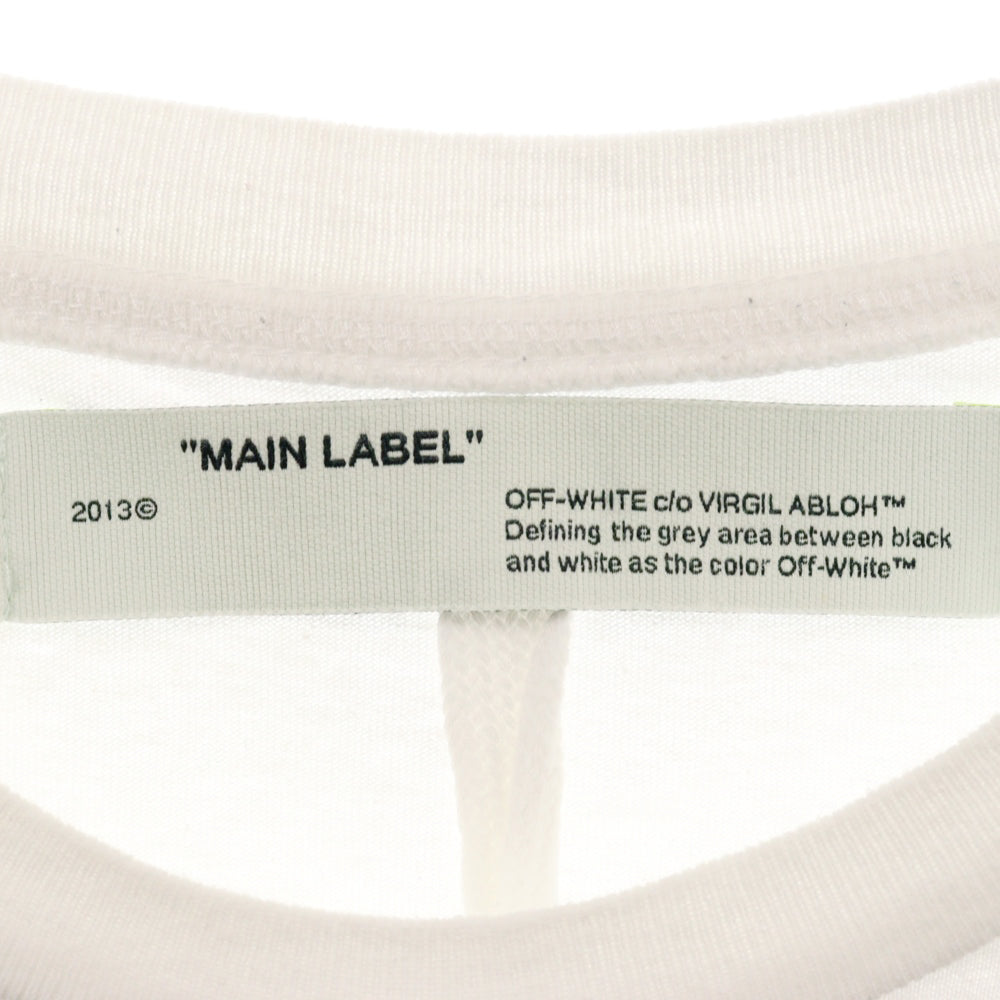 "MAIN LABEL"
2013©
OFF-WHITE c/o VIRGIL ABLOH™
Defining the grey area between black
and white as the color Off-White™